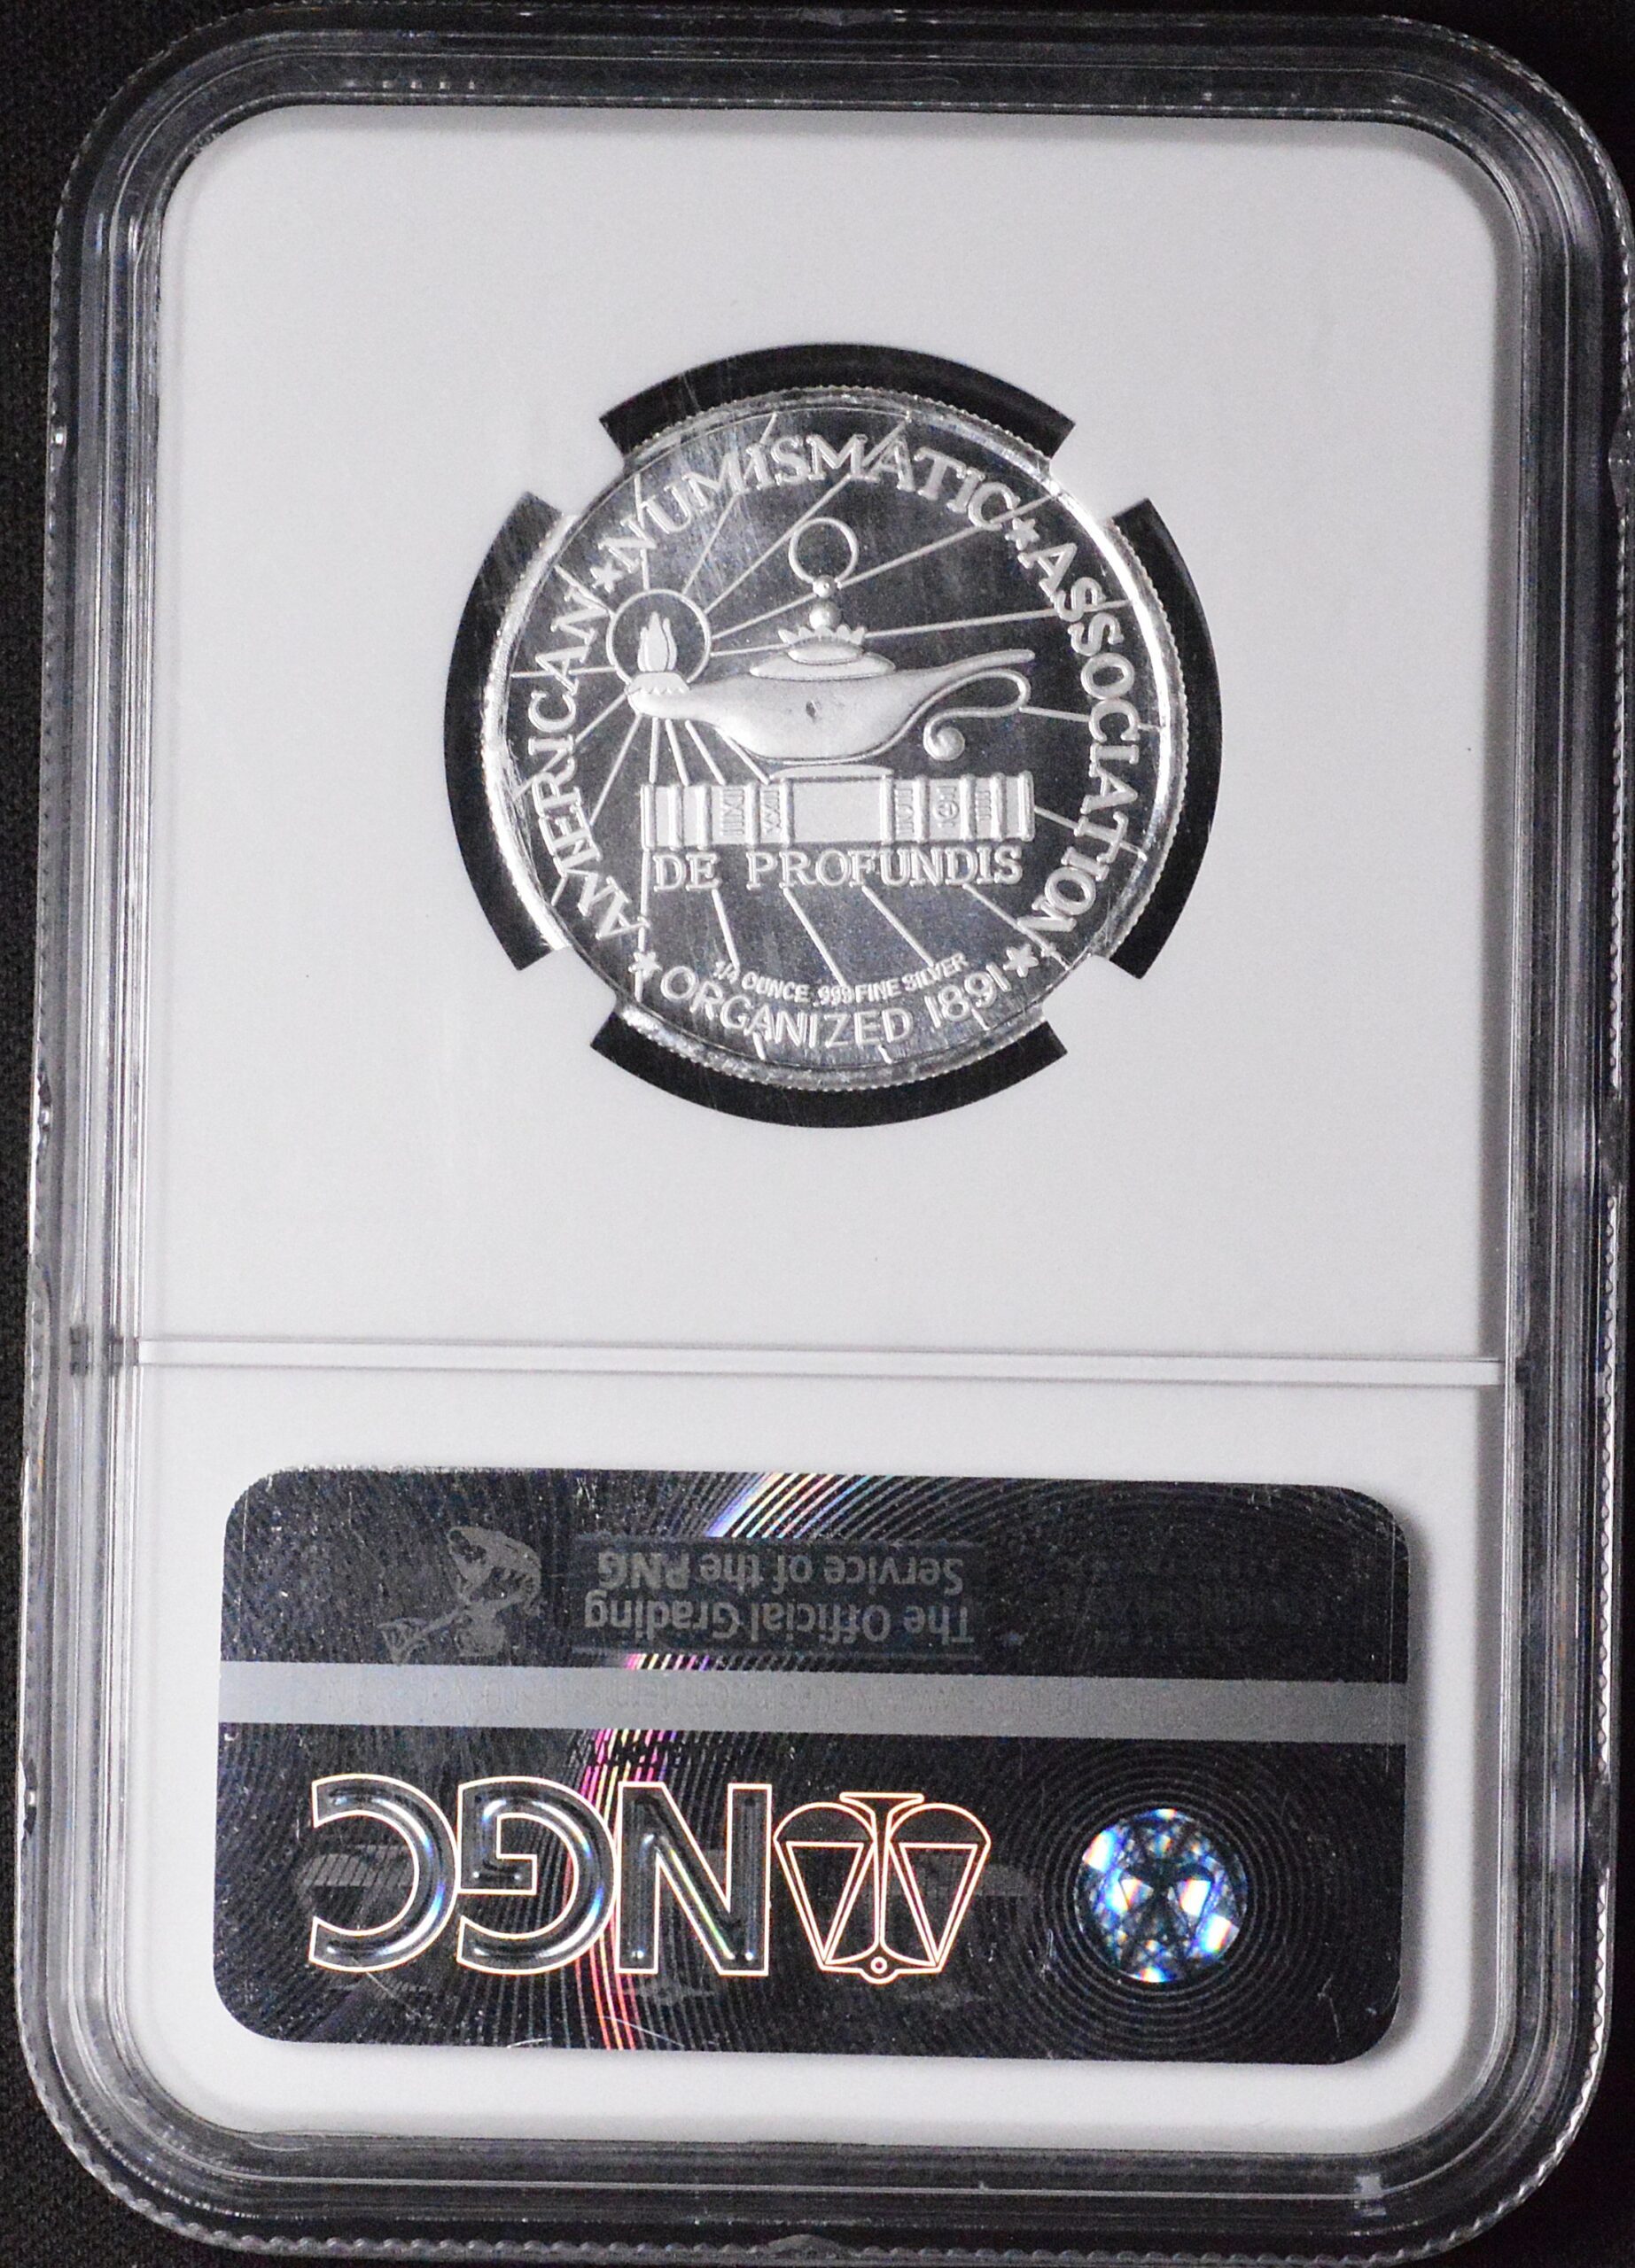 AMERICAN ★ NUMISMATIC ★ ASSOCIATION
DE PROFUNDIS
1/4 OUNCE .999 FINE SILVER
★ ORGANIZED 1891 ★
The Official Grading
Service of the PNG
NGC